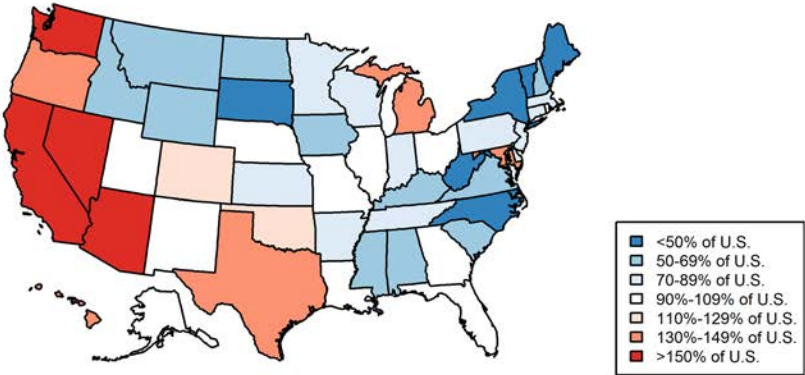 <50% of U.S.
50-69% of U.S.
70-89% of U.S.
90%-109% of U.S.
110%-129% of U.S.
130%-149% of U.S.
>150% of U.S.